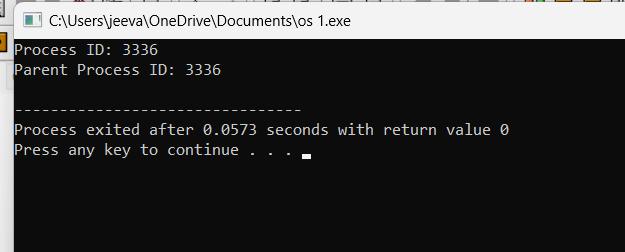 C:\Users\jeeva\OneDrive\Documents\os 1.exe
Process ID: 3336
Parent Process ID: 3336
--------------------------------
Process exited after 0.0573 seconds with return value 0
Press any key to continue . . .